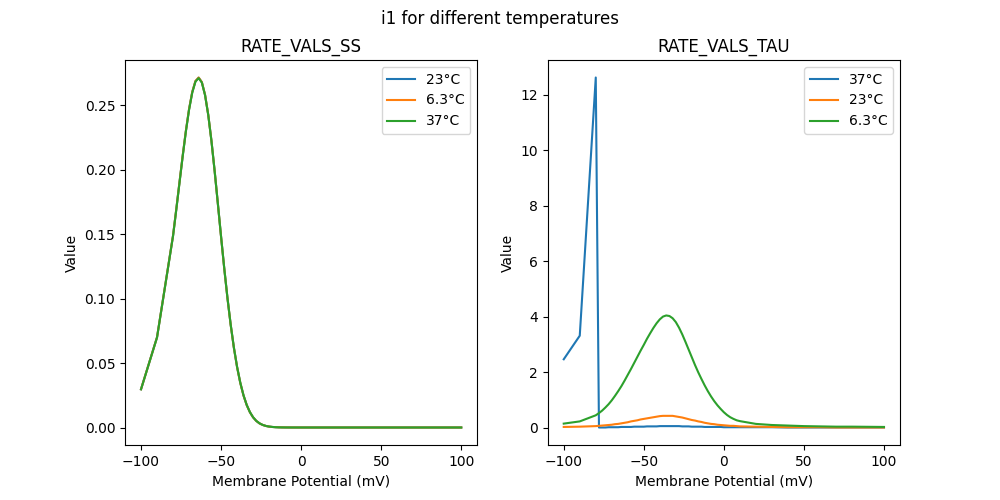 i1 for different temperatures
RATE_VALS_SS
RATE_VALS_TAU
Value
0.25
0.20
0.15
0.10
0.05
0.00
23°C
6.3°C
37°C
−100
−50
0
50
100
Membrane Potential (mV)
Value
12
10
8
6
4
2
0
37°C
23°C
6.3°C
−100
−50
0
50
100
Membrane Potential (mV)